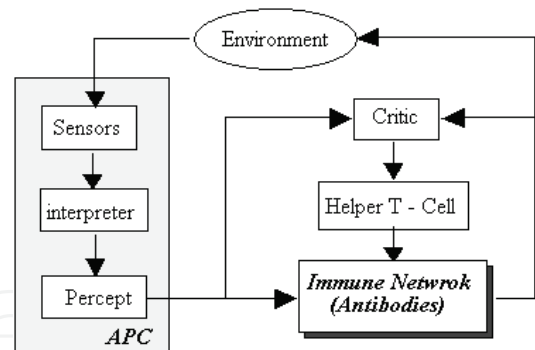 Environment
Sensors
Critic
interpreter
Helper T - Cell
Percept
Immune Netwrok
(Antibodies)
APC